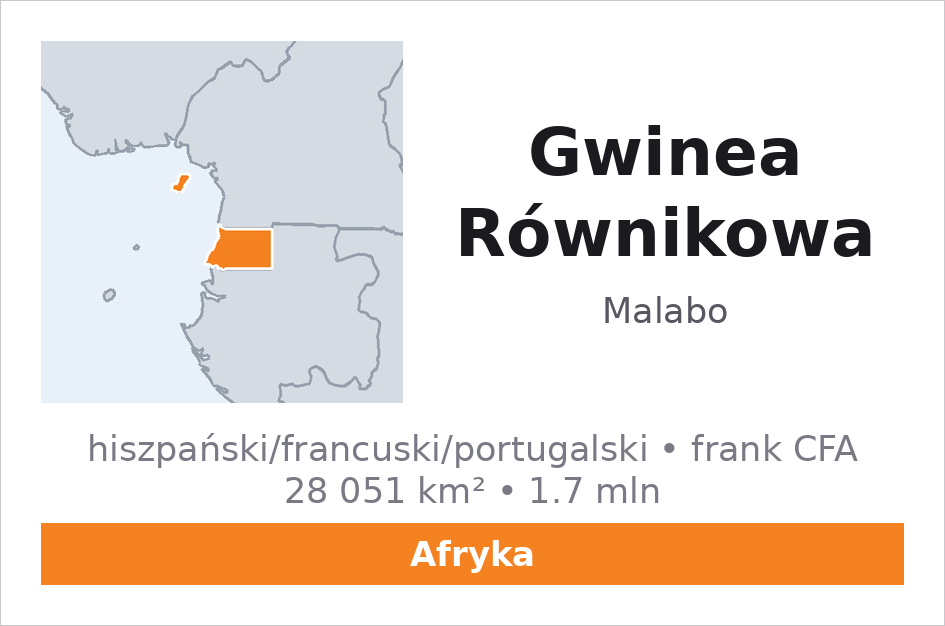 Gwinea
Równikowa
Malabo
hiszpański/francuski/portugalski • frank CFA
28 051 km² • 1.7 mln
Afryka